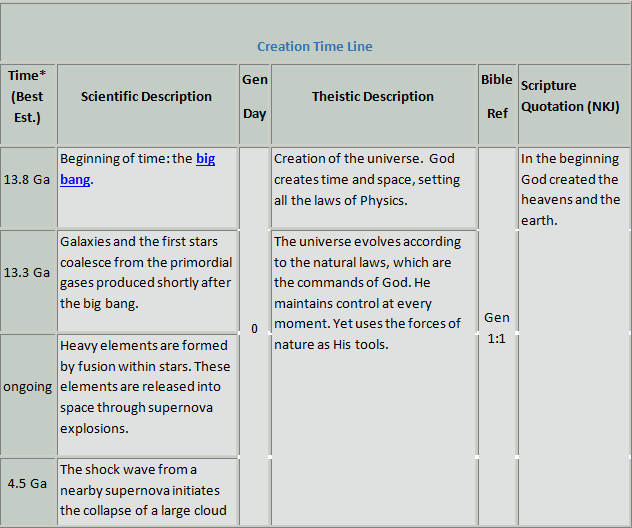 Creation Time Line
Time*
(Best
Est.)
Scientific Description
Gen
Day
Theistic Description
Bible
Ref
Scripture
Quotation (NKJ)
13.8 Ga
Beginning of time: the big
bang.
Creation of the universe.  God
creates time and space, setting
all the laws of Physics.
In the beginning
God created the
heavens and the
earth.
13.3 Ga
Galaxies and the first stars
coalesce from the primordial
gases produced shortly after
the big bang.
0
The universe evolves according
to the natural laws, which are
the commands of God. He
maintains control at every
moment. Yet uses the forces of
nature as His tools.
Gen
1:1
ongoing
Heavy elements are formed
by fusion within stars. These
elements are released into
space through supernova
explosions.
4.5 Ga
The shock wave from a
nearby supernova initiates
the collapse of a large cloud